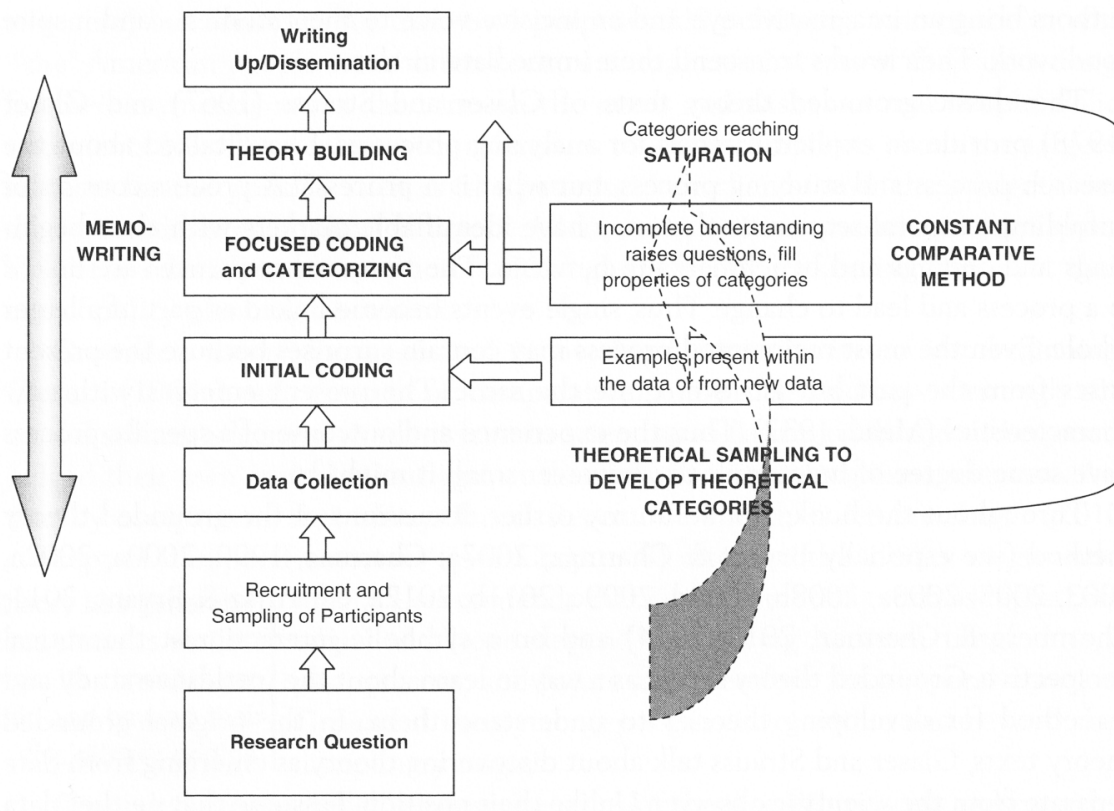 Writing
Up/Dissemination
THEORY BUILDING
Categories reaching
SATURATION
MEMO-
WRITING
FOCUSED CODING
and CATEGORIZING
Incomplete understanding
raises questions, fill
properties of categories
CONSTANT
COMPARATIVE
METHOD
INITIAL CODING
Examples present within
the data of from new data
Data Collection
THEORETICAL SAMPLING TO
DEVELOP THEORETICAL
CATEGORIES
Recruitment and
Sampling of Participants
Research Question